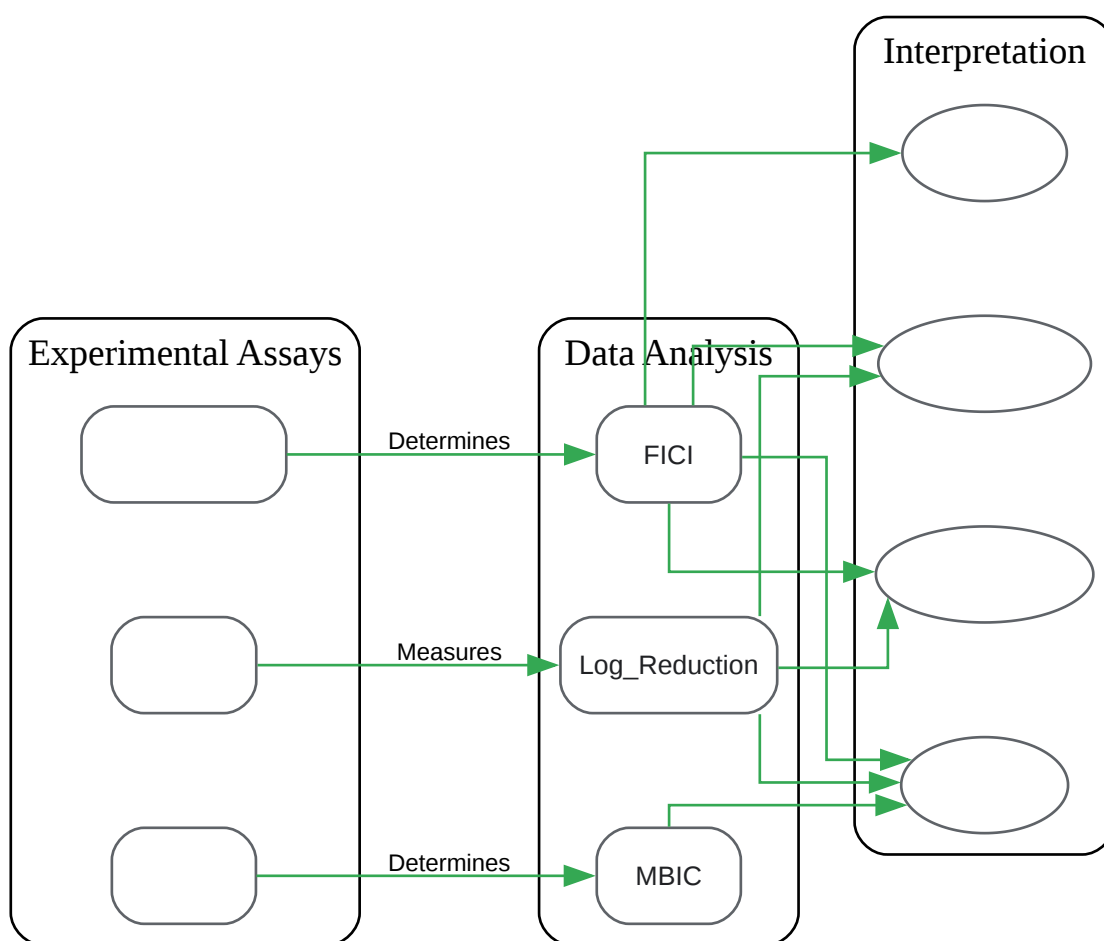 Interpretation
Experimental Assays
Data Analysis
Determines
FICI
Measures
Log_Reduction
Determines
MBIC